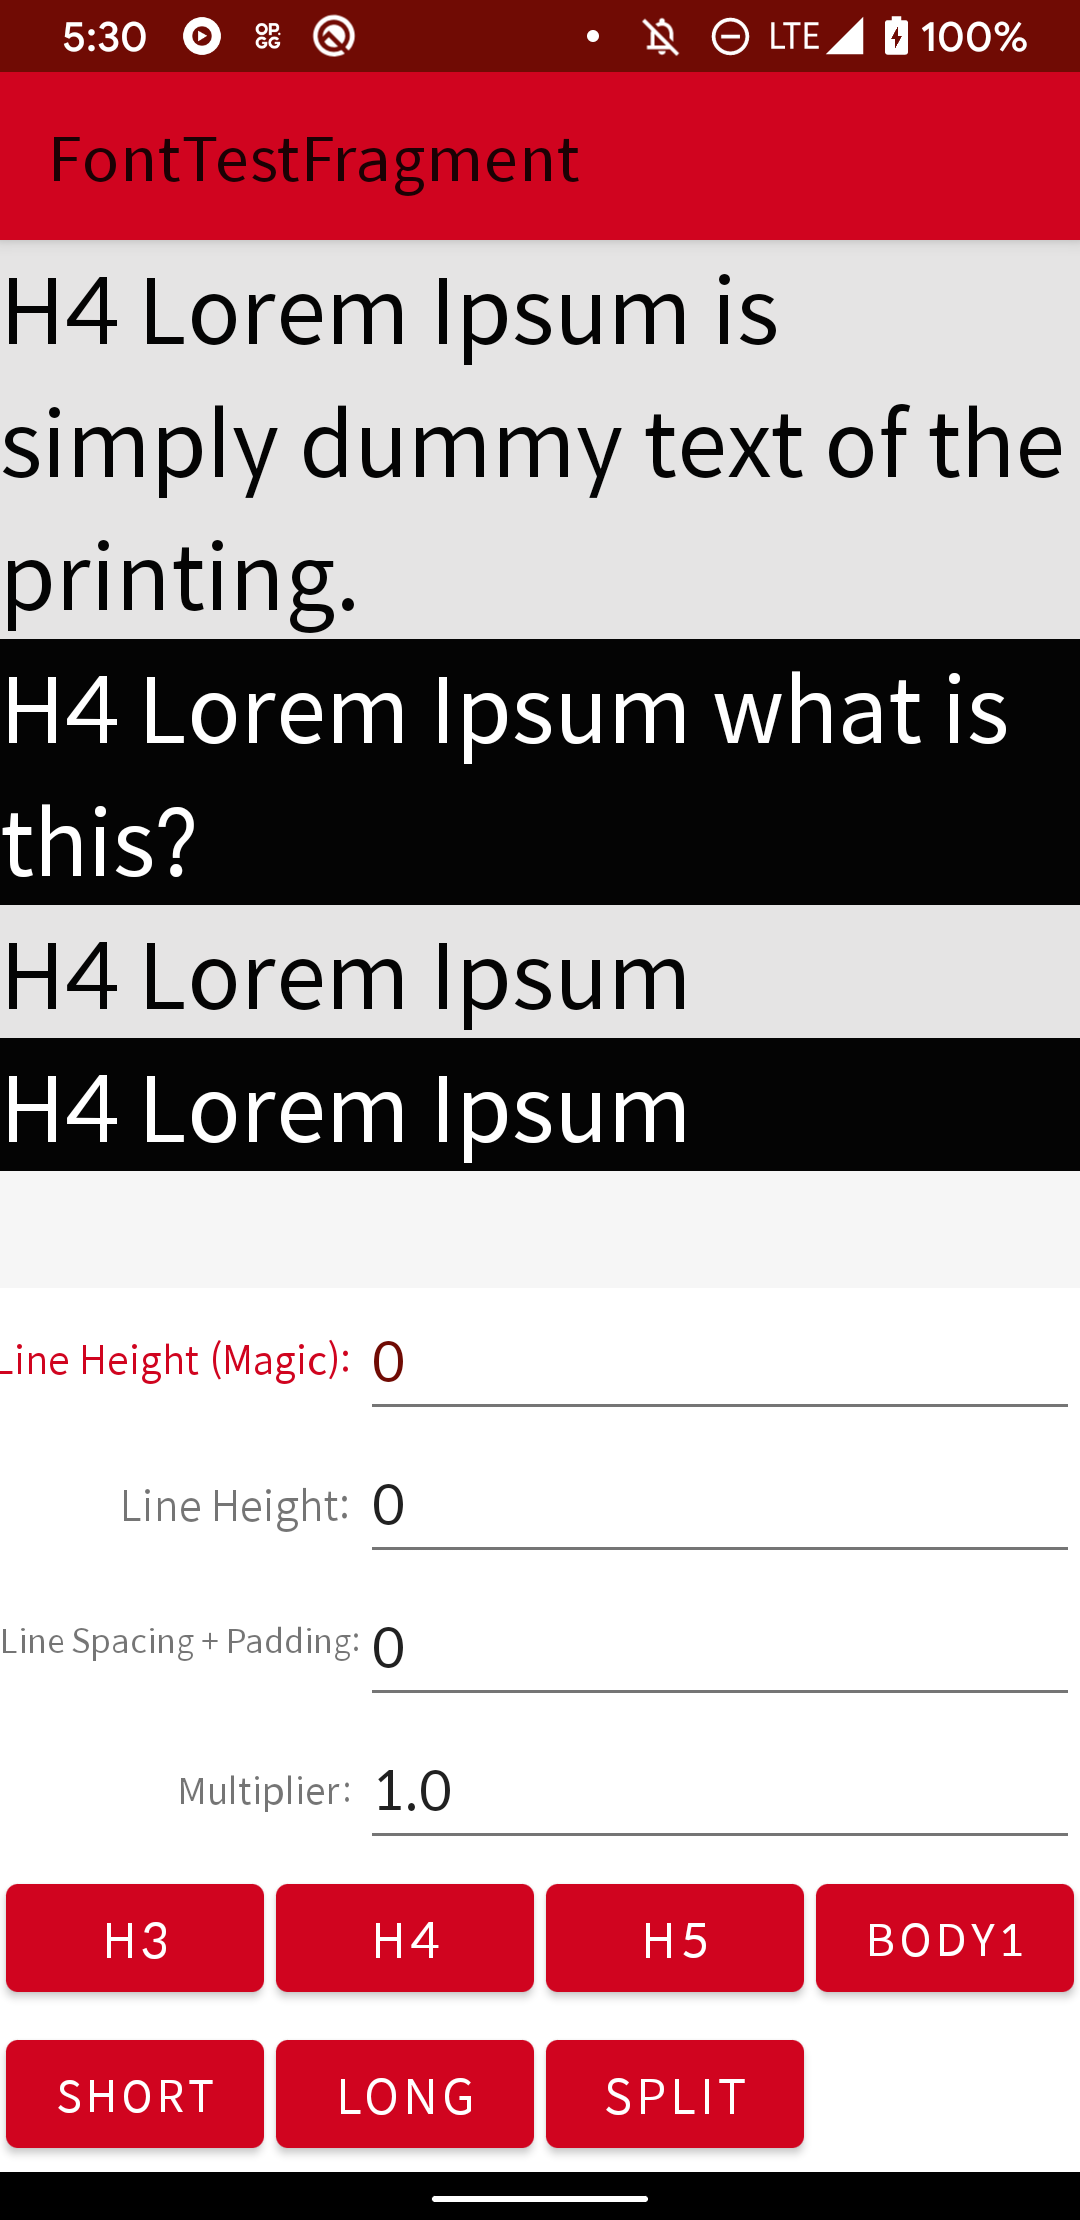 5:30 OP.GG LTE 100%
FontTestFragment
H4 Lorem Ipsum is
simply dummy text of the
printing.
H4 Lorem Ipsum what is
this?
H4 Lorem Ipsum
H4 Lorem Ipsum
Line Height (Magic): 0
Line Height: 0
Line Spacing + Padding: 0
Multiplier: 1.0
H3 H4 H5 BODY1
SHORT LONG SPLIT